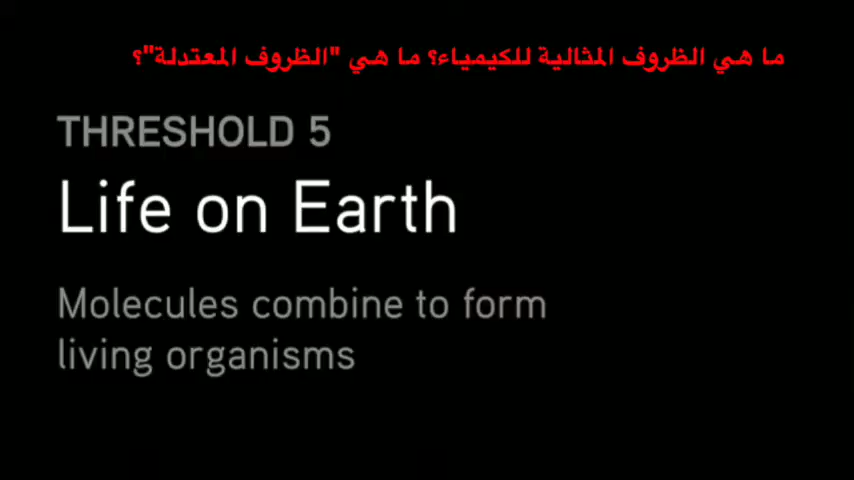 ما هي الظروف المثالية للكيمياء؟ ما هي "الظروف المعتدلة"؟
THRESHOLD 5
Life on Earth
Molecules combine to form
living organisms